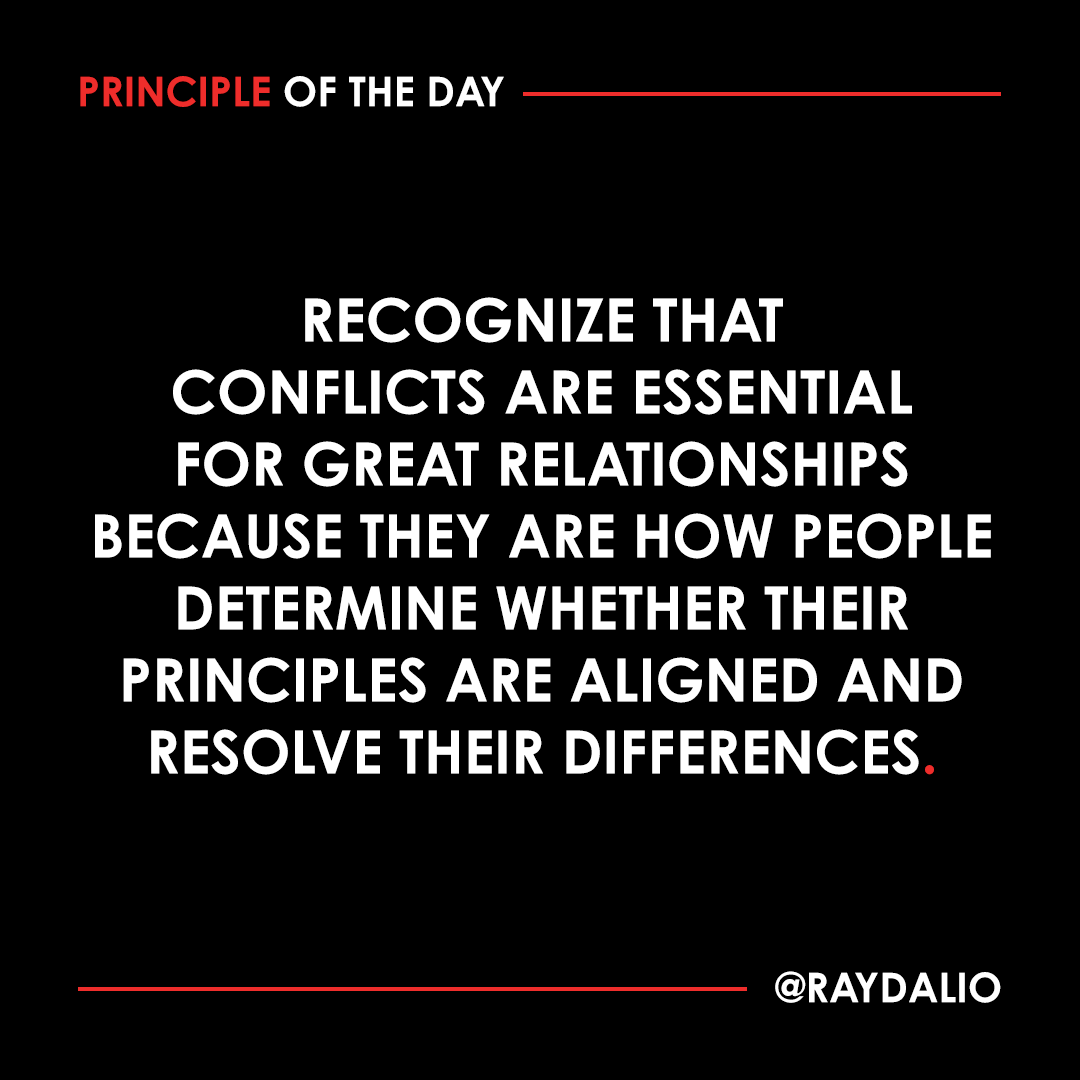 PRINCIPLE OF THE DAY
RECOGNIZE THAT
CONFLICTS ARE ESSENTIAL
FOR GREAT RELATIONSHIPS
BECAUSE THEY ARE HOW PEOPLE
DETERMINE WHETHER THEIR
PRINCIPLES ARE ALIGNED AND
RESOLVE THEIR DIFFERENCES.
@RAYDALIO